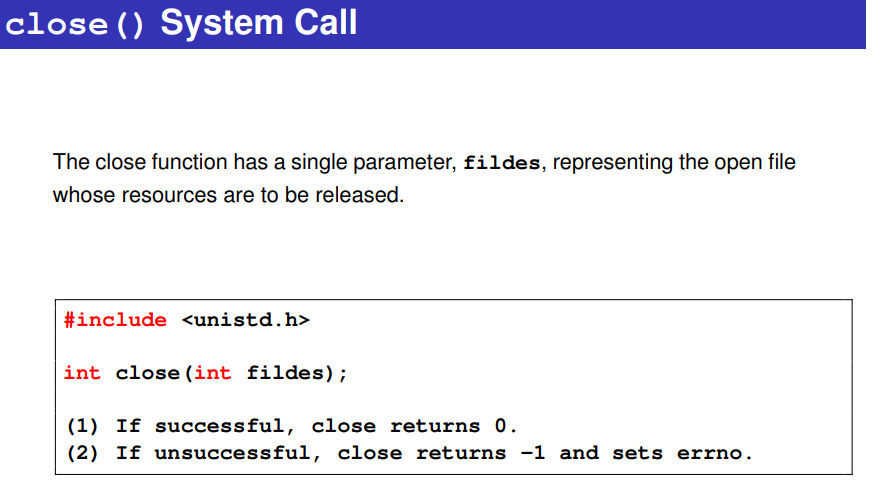 close() System Call
The close function has a single parameter, fildes, representing the open file
whose resources are to be released.
#include <unistd.h>
int close(int fildes);
(1) If successful, close returns 0.
(2) If unsuccessful, close returns −1 and sets errno.